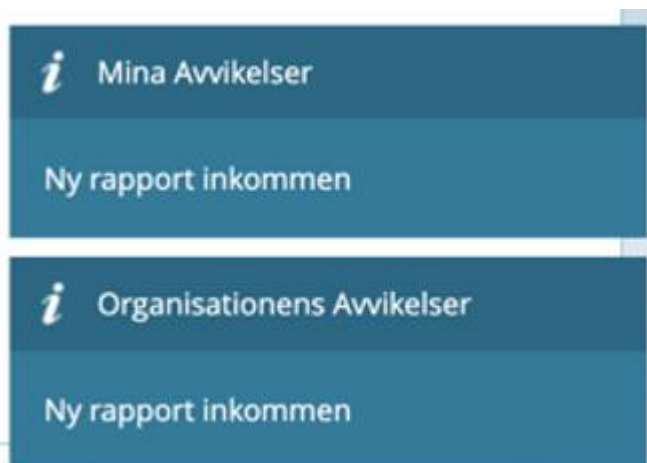 Mina Avvikelser
Ny rapport inkommen
Organisationens Avvikelser
Ny rapport inkommen